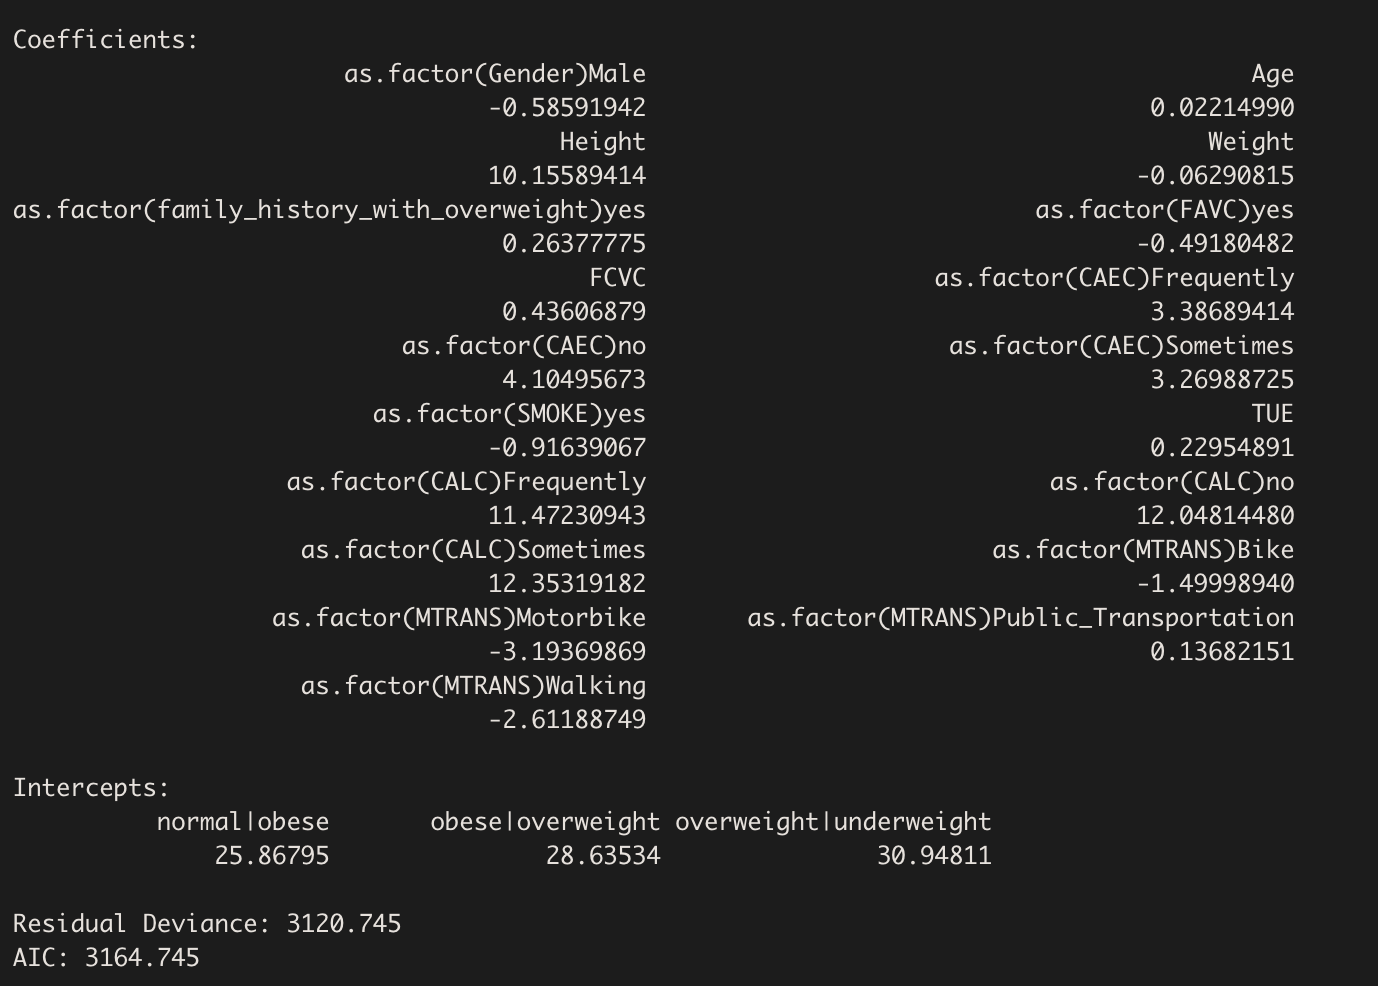 Coefficients:
as.factor(Gender)Male Age
-0.58591942 0.02214990
Height Weight
10.15589414 -0.06290815
as.factor(family_history_with_overweight)yes as.factor(FAVC)yes
0.26377775 -0.49180482
FCVC as.factor(CAEC)Frequently
0.43606879 3.38689414
as.factor(CAEC)no as.factor(CAEC)Sometimes
4.10495673 3.26988725
as.factor(SMOKE)yes TUE
-0.91639067 0.22954891
as.factor(CALC)Frequently as.factor(CALC)no
11.47230943 12.04814480
as.factor(CALC)Sometimes as.factor(MTRANS)Bike
12.35319182 -1.49998940
as.factor(MTRANS)Motorbike as.factor(MTRANS)Public_Transportation
-3.19369869 0.13682151
as.factor(MTRANS)Walking
-2.61188749
Intercepts:
normal|obese obese|overweight overweight|underweight
25.86795 28.63534 30.94811
Residual Deviance: 3120.745
AIC: 3164.745